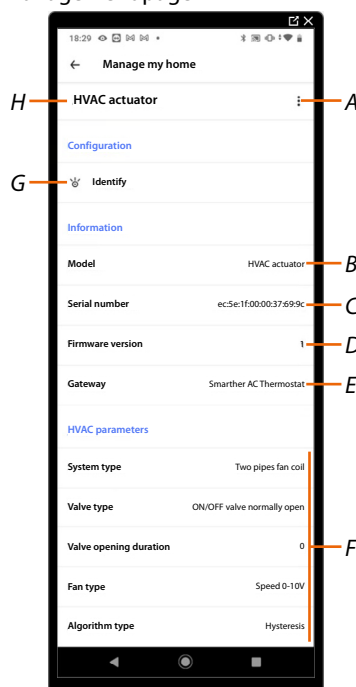 18:29
Manage my home
H
HVAC actuator
A
Configuration
G
Identify
Information
Model HVAC actuator
B
Serial number ec:5e:1f:00:00:37:69:9c
C
Firmware version 1
D
Gateway Smarther AC Thermostat
E
HVAC parameters
System type Two pipes fan coil
Valve type ON/OFF valve normally open
Valve opening duration 0
F
Fan type Speed 0-10V
Algorithm type Hysteresis